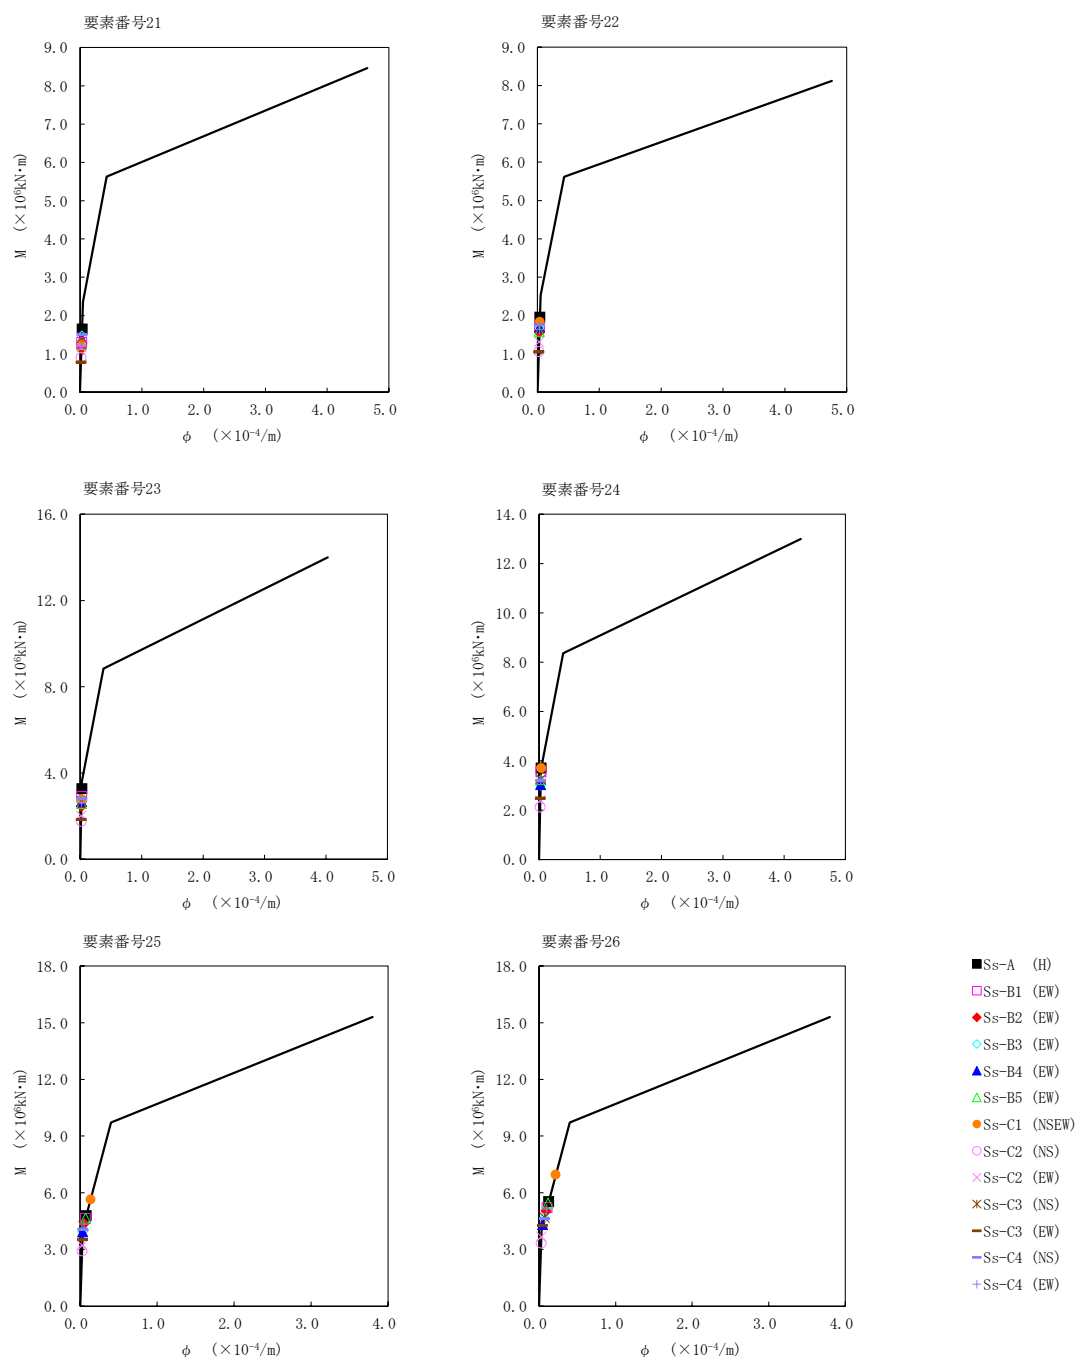 要素番号21
9.0
8.0
7.0
6.0
5.0
4.0
3.0
2.0
1.0
0.0
M (×10⁶kN・m)
0.0 1.0 2.0 3.0 4.0 5.0
φ (×10⁻⁴/m)
要素番号22
9.0
8.0
7.0
6.0
5.0
4.0
3.0
2.0
1.0
0.0
M (×10⁶kN・m)
0.0 1.0 2.0 3.0 4.0 5.0
φ (×10⁻⁴/m)
要素番号23
16.0
12.0
8.0
4.0
0.0
M (×10⁶kN・m)
0.0 1.0 2.0 3.0 4.0 5.0
φ (×10⁻⁴/m)
要素番号24
14.0
12.0
10.0
8.0
6.0
4.0
2.0
0.0
M (×10⁶kN・m)
0.0 1.0 2.0 3.0 4.0 5.0
φ (×10⁻⁴/m)
要素番号25
18.0
15.0
12.0
9.0
6.0
3.0
0.0
M (×10⁶kN・m)
0.0 1.0 2.0 3.0 4.0
φ (×10⁻⁴/m)
要素番号26
18.0
15.0
12.0
9.0
6.0
3.0
0.0
M (×10⁶kN・m)
0.0 1.0 2.0 3.0 4.0
φ (×10⁻⁴/m)
Ss-A (H)
Ss-B1 (EW)
Ss-B2 (EW)
Ss-B3 (EW)
Ss-B4 (EW)
Ss-B5 (EW)
Ss-C1 (NSEW)
Ss-C2 (NS)
Ss-C2 (EW)
Ss-C3 (NS)
Ss-C3 (EW)
Ss-C4 (NS)
Ss-C4 (EW)